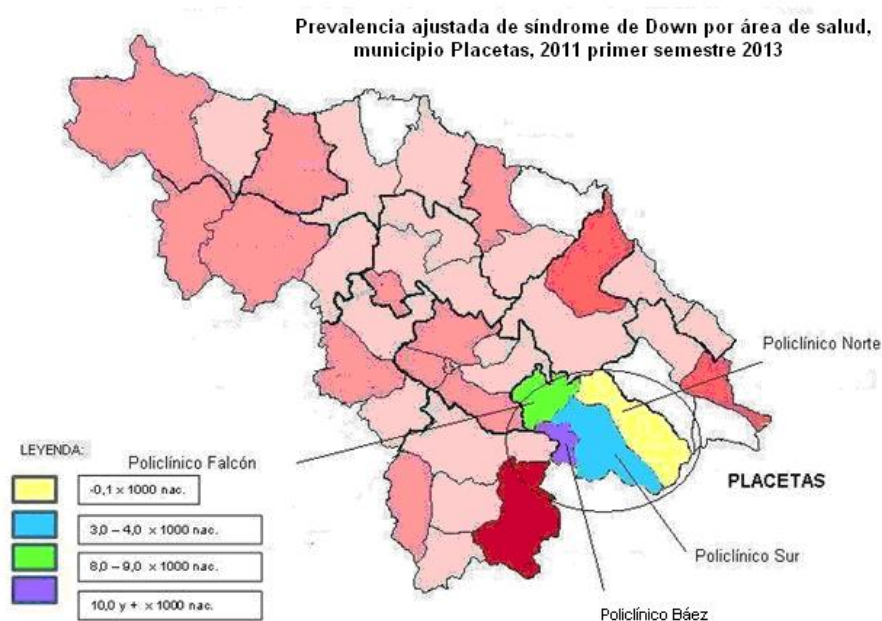 Prevalencia ajustada de síndrome de Down por área de salud,
municipio Placetas, 2011 primer semestre 2013
Policlínico Norte
LEYENDA:
Policlínico Falcón
PLACETAS
-0,1 x 1000 nac.
3,0 – 4,0 x 1000 nac.
8,0 – 9,0 x 1000 nac.
10,0 y + x 1000 nac.
Policlínico Sur
Policlínico Báez